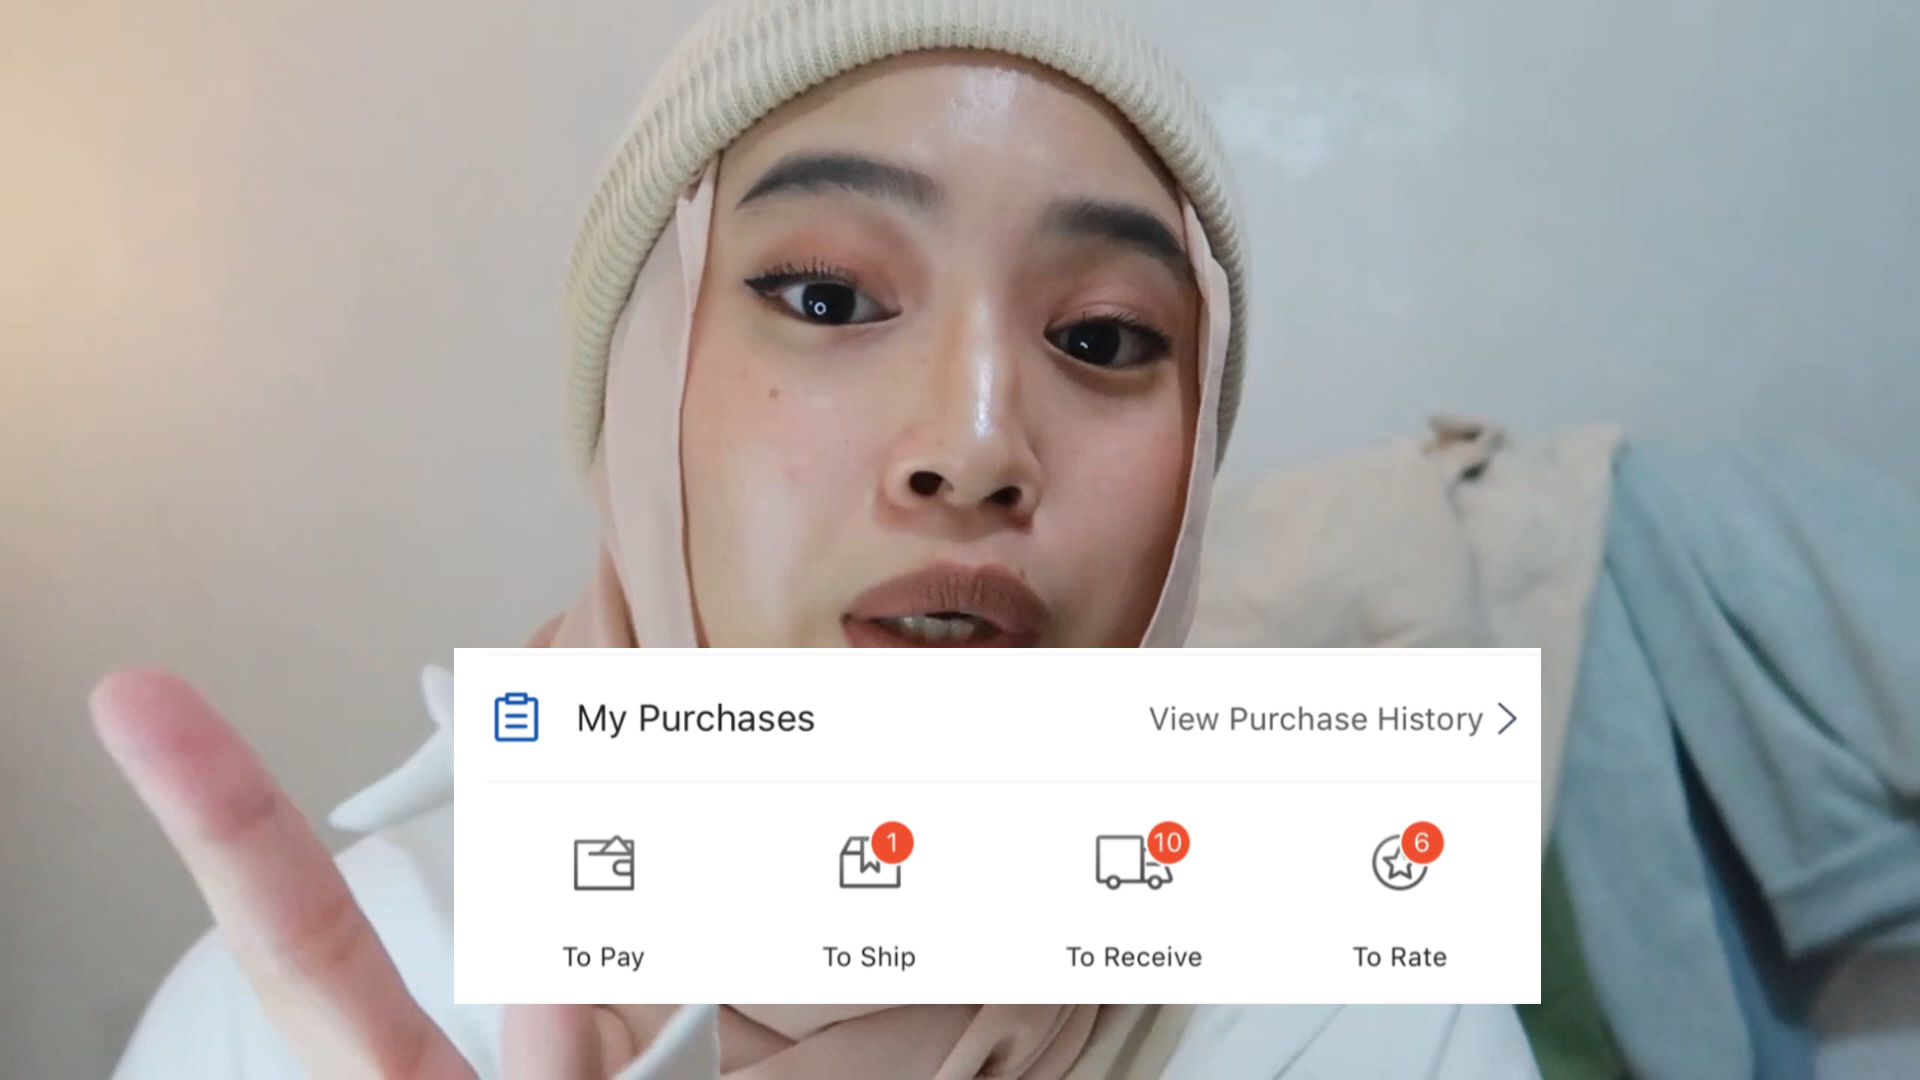 My Purchases
View Purchase History
1
10
6
To Pay
To Ship
To Receive
To Rate